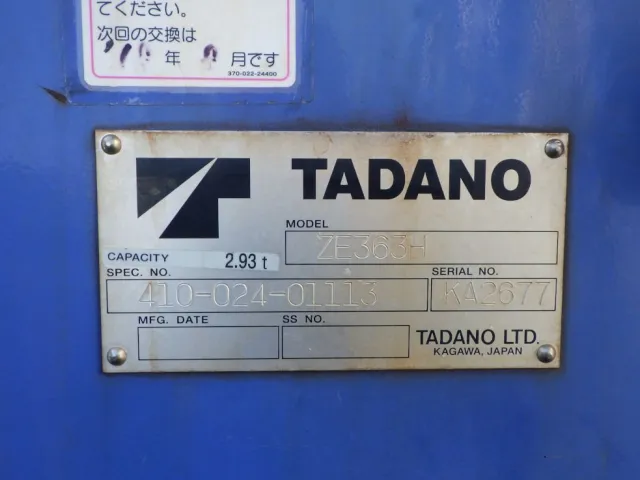 てください。
次回の交換は
年 月です
370-022-24400
TADANO
MODEL
ZE363H
CAPACITY 2.93 t
SPEC. NO.
410-024-01113
SERIAL NO.
KA2677
MFG. DATE
SS NO.
TADANO LTD.
KAGAWA, JAPAN